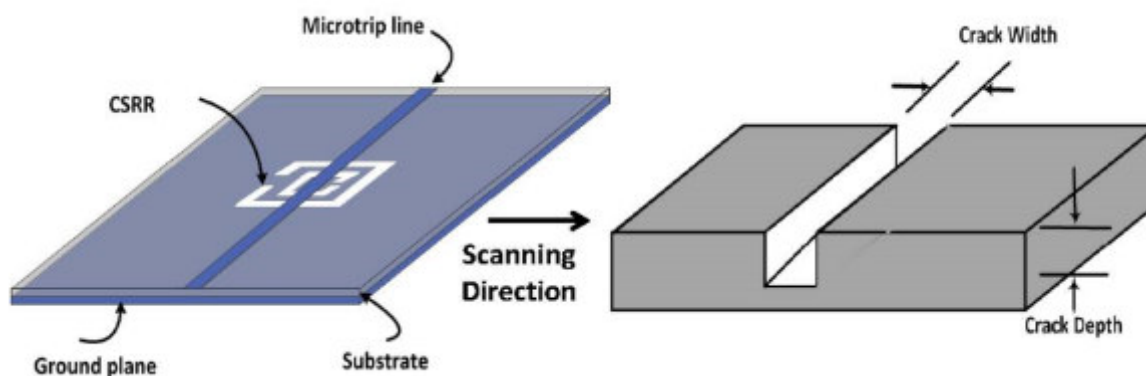 Microtrip line
CSRR
Scanning
Direction
Ground plane
Substrate
Crack Width
Crack Depth